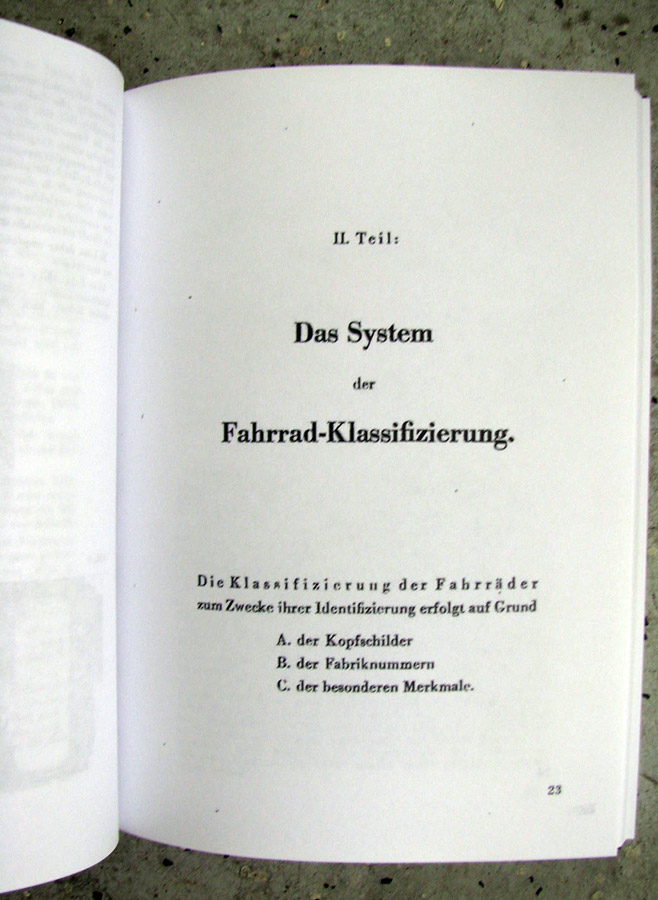 II. Teil:
Das System
der
Fahrrad-Klassifizierung.
Die Klassifizierung der Fahrräder
zum Zwecke ihrer Identifizierung erfolgt auf Grund
A. der Kopfschilder
B. der Fabriknummern
C. der besonderen Merkmale.
23